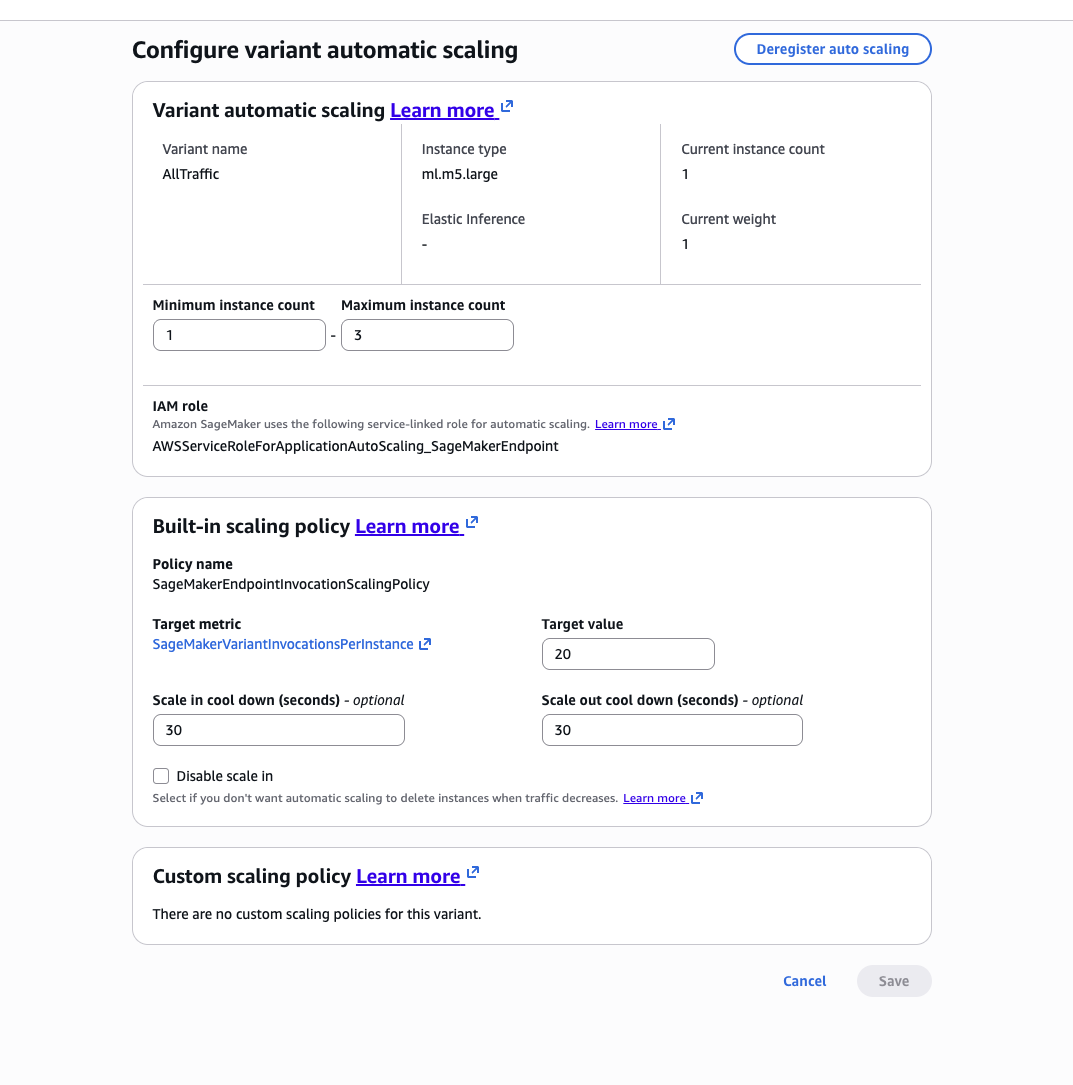 Configure variant automatic scaling
Deregister auto scaling
Variant automatic scaling Learn more
Variant name
AllTraffic
Instance type
ml.m5.large
Elastic Inference
-
Current instance count
1
Current weight
1
Minimum instance count
Maximum instance count
1 - 3
IAM role
Amazon SageMaker uses the following service-linked role for automatic scaling. Learn more
AWSServiceRoleForApplicationAutoScaling_SageMakerEndpoint
Built-in scaling policy Learn more
Policy name
SageMakerEndpointInvocationScalingPolicy
Target metric
SageMakerVariantInvocationsPerInstance
Target value
20
Scale in cool down (seconds) - optional
30
Scale out cool down (seconds) - optional
30
Disable scale in
Select if you don't want automatic scaling to delete instances when traffic decreases. Learn more
Custom scaling policy Learn more
There are no custom scaling policies for this variant.
Cancel
Save